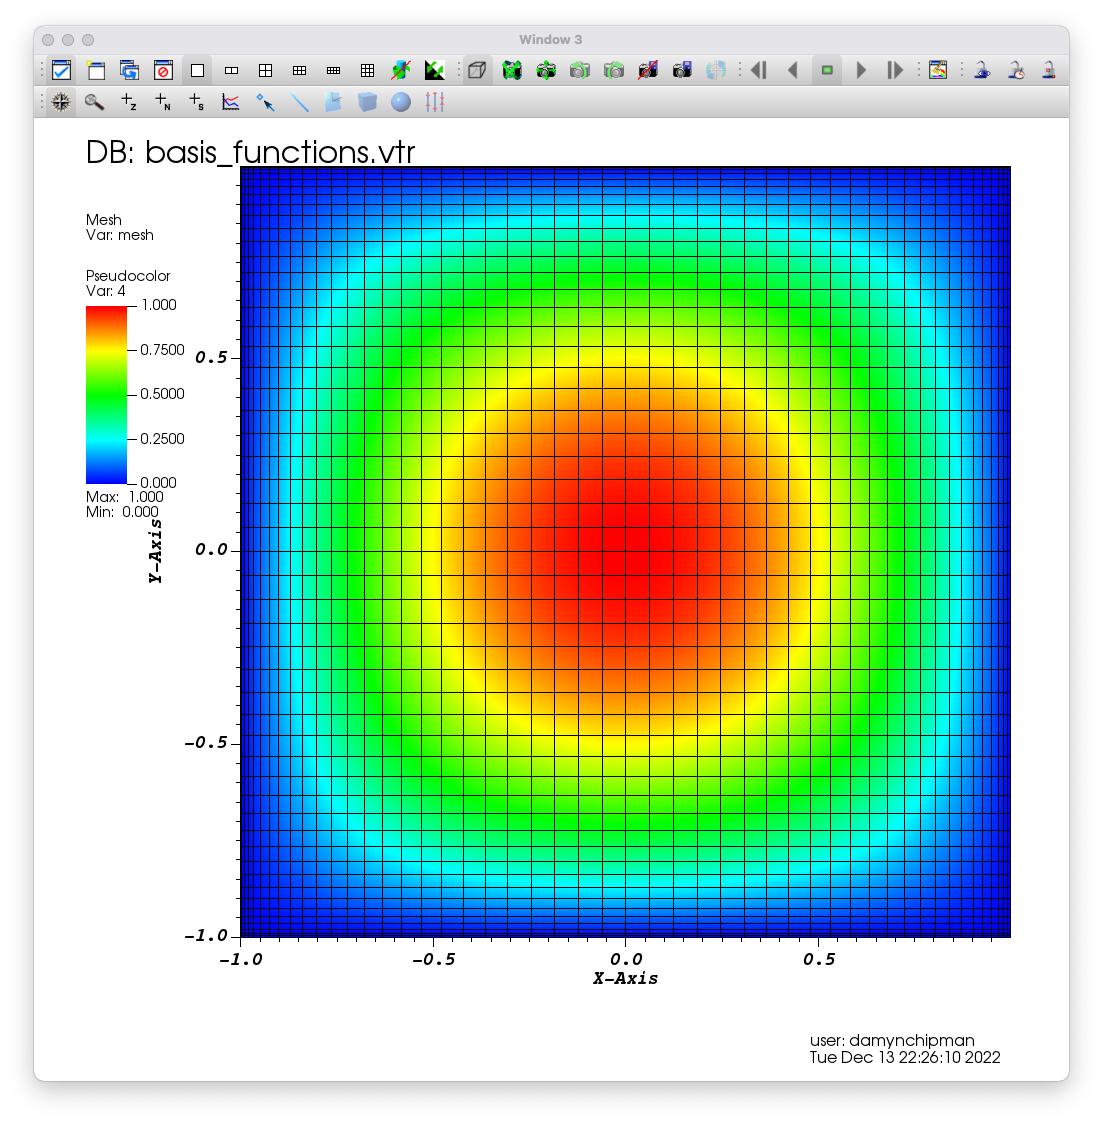 Window 3
Z
N
S
DB: basis_functions.vtr
Mesh
Var: mesh
Pseudocolor
Var: 4
1.000
0.7500
0.5000
0.2500
0.000
Max: 1.000
Min: 0.000
Y-Axis
0.5
0.0
-0.5
-1.0
-1.0
-0.5
0.0
0.5
X-Axis
user: damynchipman
Tue Dec 13 22:26:10 2022